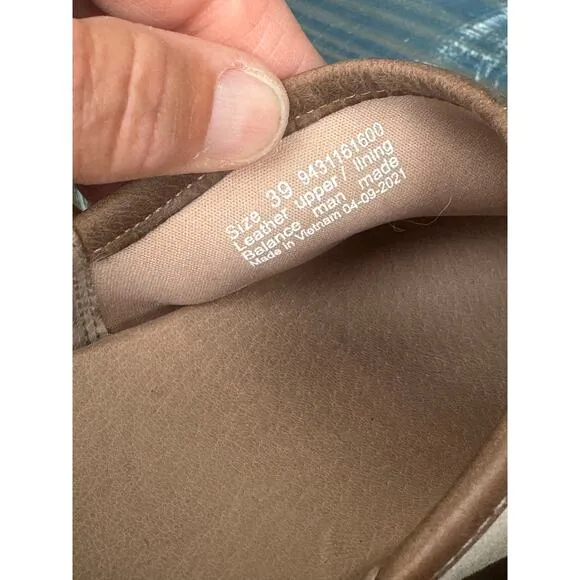 Size 39 9431161600
Leather upper / lining
Balance man made
Made in Vietnam 04-09-2021